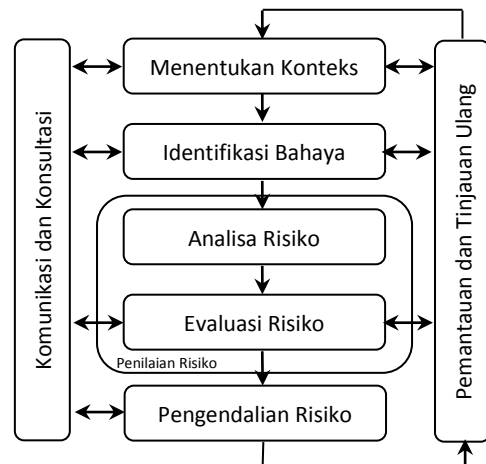 Menentukan Konteks
Identifikasi Bahaya
Analisa Risiko
Evaluasi Risiko
Penilaian Risiko
Pengendalian Risiko
Komunikasi dan Konsultasi
Pemantauan dan Tinjauan Ulang